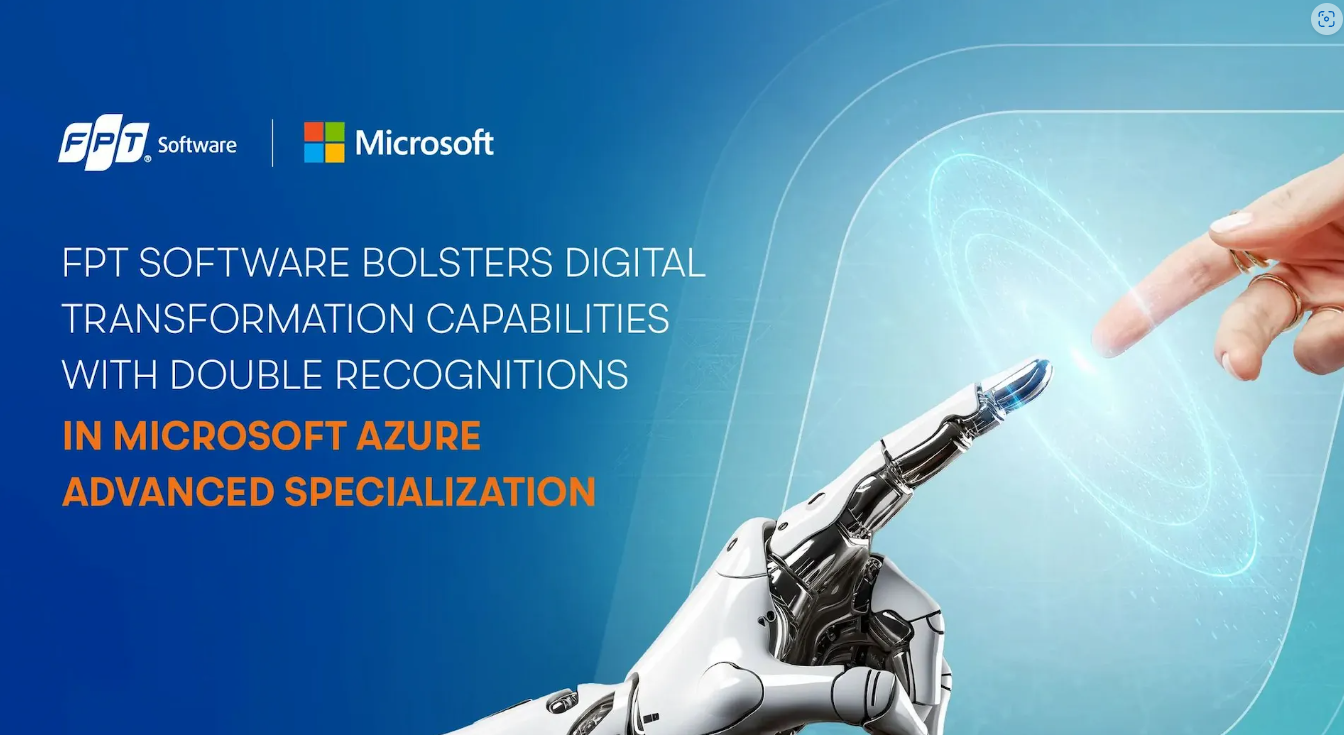 FPT® Software
Microsoft
FPT SOFTWARE BOLSTERS DIGITAL
TRANSFORMATION CAPABILITIES
WITH DOUBLE RECOGNITIONS
IN MICROSOFT AZURE
ADVANCED SPECIALIZATION